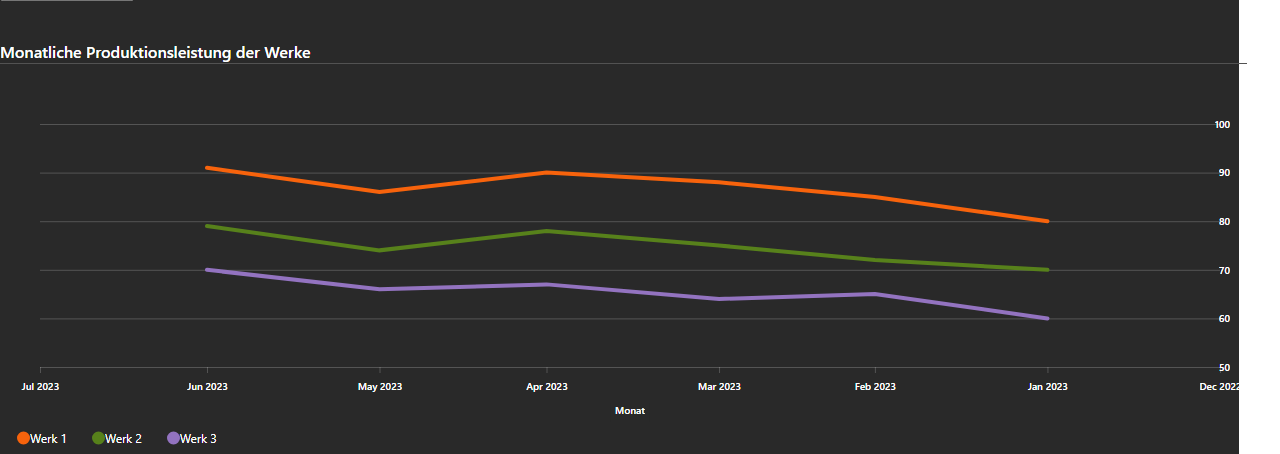 Monatliche Produktionsleistung der Werke
100
90
80
70
60
50
Jul 2023 Jun 2023 May 2023 Apr 2023 Mar 2023 Feb 2023 Jan 2023 Dec 2022
Monat
Werk 1 Werk 2 Werk 3